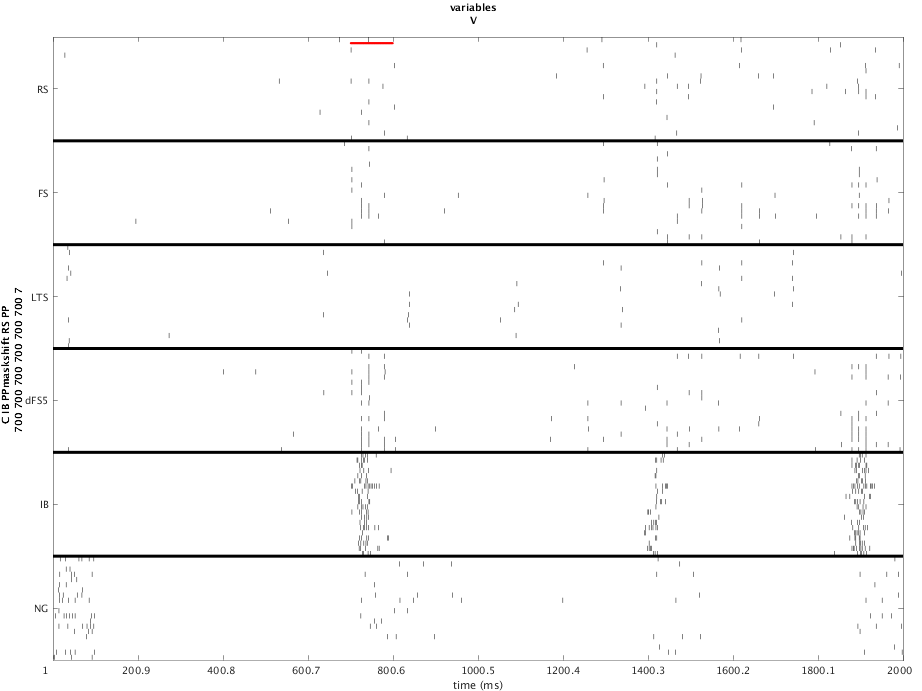 variables
V
RS
FS
LTS
dFS5
IB
NG
C IB PPmaskshift RS PP
700 700 700 700 700 700 7
1
200.9
400.8
600.7
800.6
1000.5
1200.4
1400.3
1600.2
1800.1
2000
time (ms)